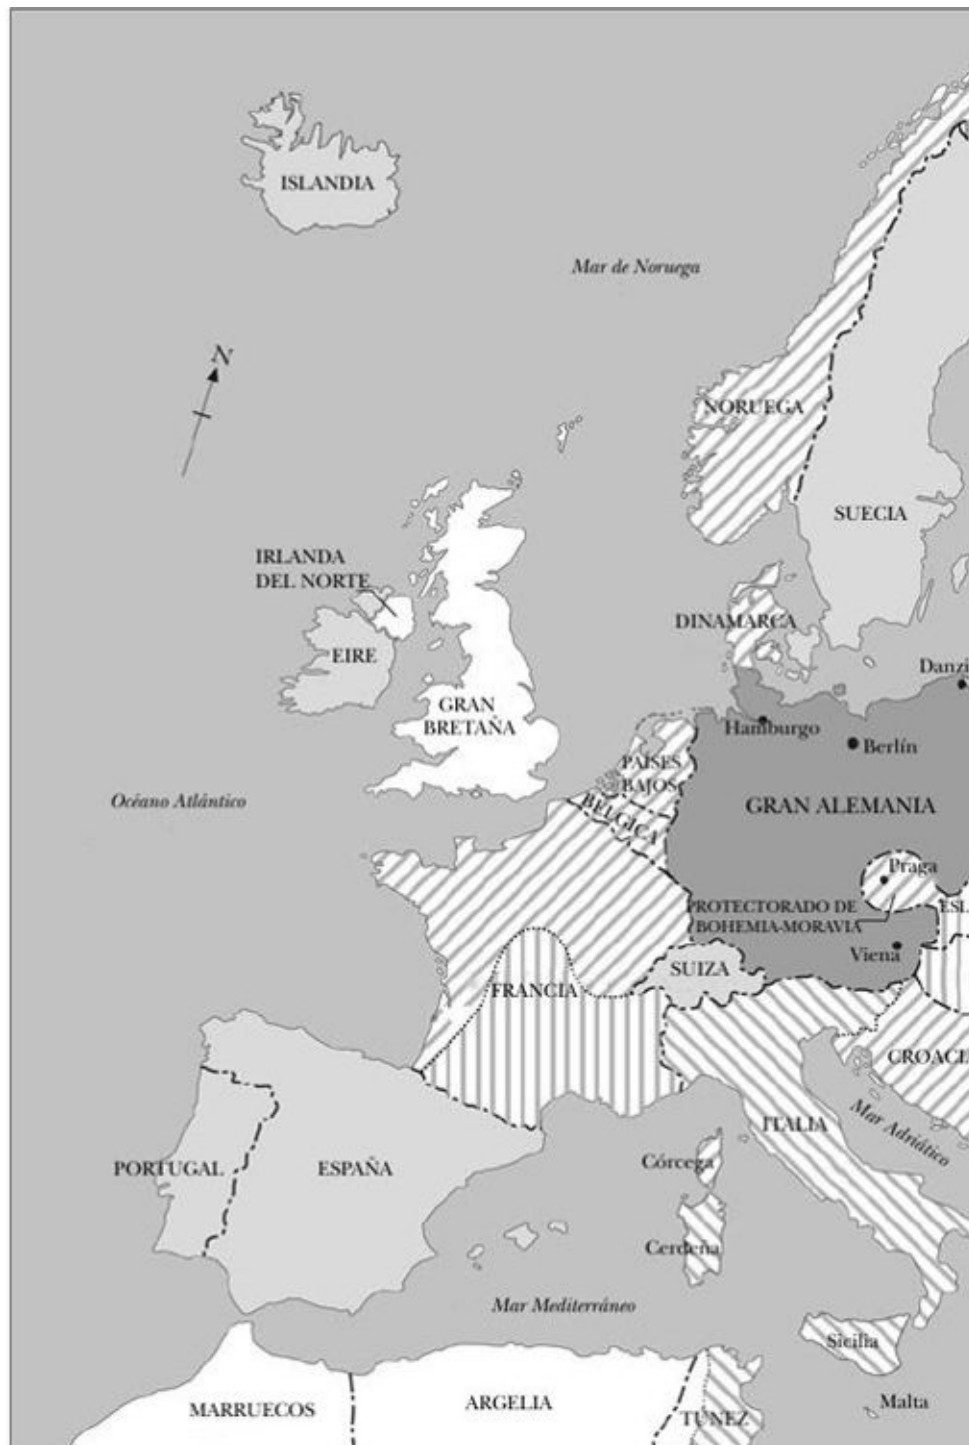 ISLANDIA
Mar de Noruega
N
NORUEGA
SUECIA
IRLANDA
DEL NORTE
DINAMARCA
EIRE
Danzi
GRAN
BRETAÑA
Hamburgo
Berlín
PAÍSES
BAJOS
Océano Atlántico
GRAN ALEMANIA
BÉLGICA
Praga
PROTECTORADO DE
BOHEMIA-MORAVIA
ESL
Viena
SUIZA
FRANCIA
CROACI
ITALIA
Mar Adriático
PORTUGAL
ESPAÑA
Córcega
Cerdeña
Mar Mediterráneo
Sicilia
MARRUECOS
ARGELIA
TÚNEZ
Malta